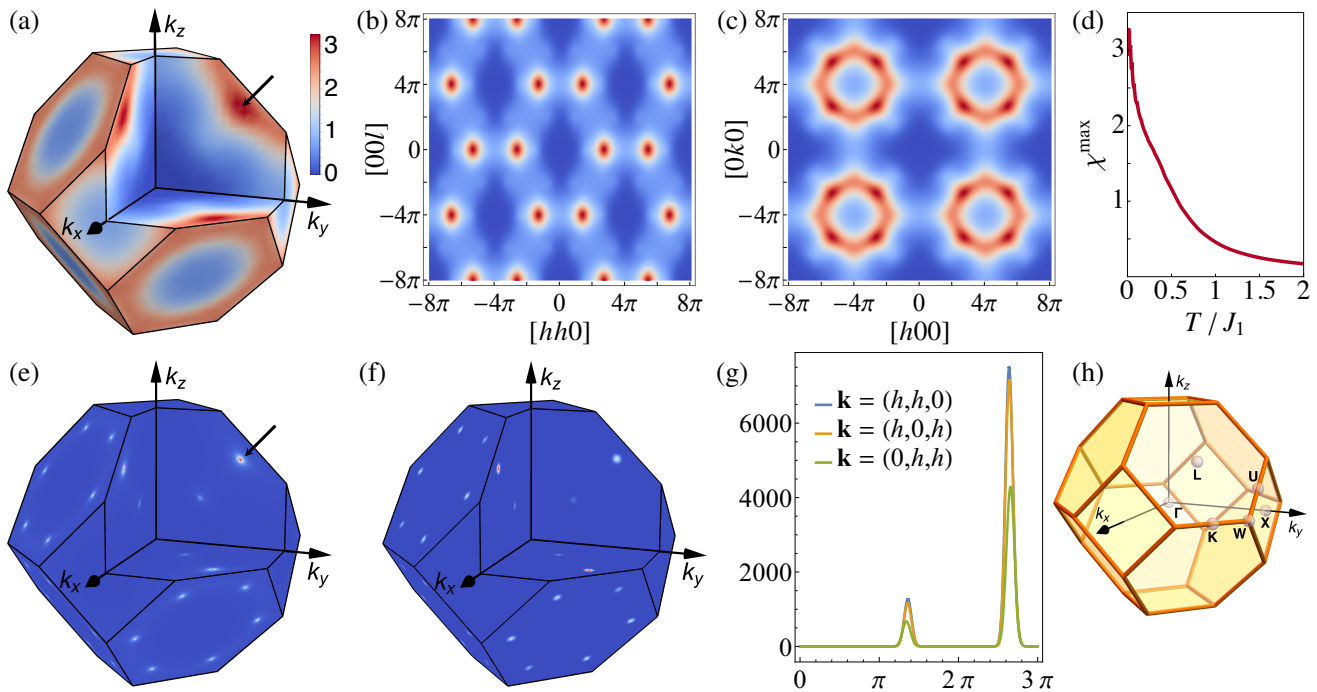 (a)
k_z
3
2
1
0
k_x
k_y
(b)
8π
4π
0
−4π
−8π
[00l]
−8π −4π 0 4π 8π
[hh0]
(c)
8π
4π
0
−4π
−8π
[0k0]
−8π −4π 0 4π 8π
[h00]
(d)
3
2
1
χ^max
0 0.5 1 1.5 2
T / J_1
(e)
k_z
k_x
k_y
(f)
k_z
k_x
k_y
(g)
6000
4000
2000
0
k = (h,h,0)
k = (h,0,h)
k = (0,h,h)
0 π 2π 3π
(h)
k_z
L
U
Γ
X
k_x
K
W
k_y